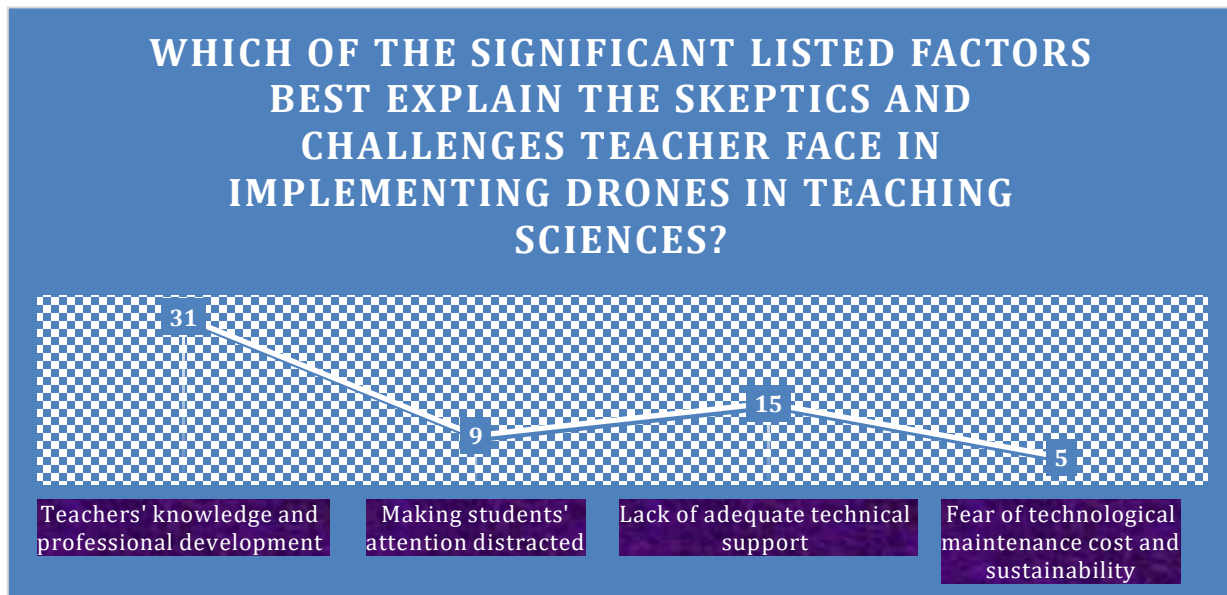 WHICH OF THE SIGNIFICANT LISTED FACTORS
BEST EXPLAIN THE SKEPTICS AND
CHALLENGES TEACHER FACE IN
IMPLEMENTING DRONES IN TEACHING
SCIENCES?
31
9
15
5
Teachers' knowledge and
professional development
Making students'
attention distracted
Lack of adequate technical
support
Fear of technological
maintenance cost and
sustainability